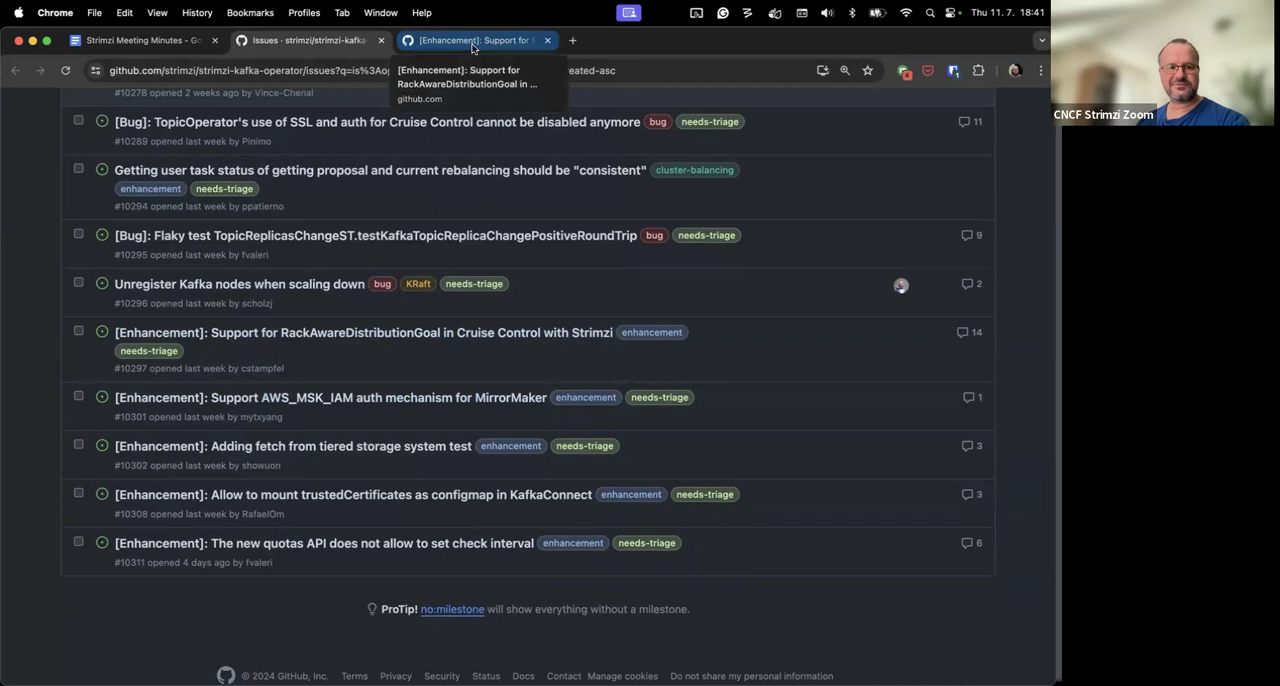 Chrome File Edit View History Bookmarks Profiles Tab Window Help Thu 11. 7. 18:41
Strimzi Meeting Minutes - Go Issues · strimzi/strimzi-kafka [Enhancement]: Support for
github.com/strimzi/strimzi-kafka-operator/issues?q=is%3Aop eated-asc
[Enhancement]: Support for
RackAwareDistributionGoal in ...
github.com
#10278 opened 2 weeks ago by Vince-Chenal
[Bug]: TopicOperator's use of SSL and auth for Cruise Control cannot be disabled anymore bug needs-triage 11
#10289 opened last week by Pinimo
Getting user task status of getting proposal and current rebalancing should be "consistent" cluster-balancing
enhancement needs-triage
#10294 opened last week by ppatierno
[Bug]: Flaky test TopicReplicasChangeST.testKafkaTopicReplicaChangePositiveRoundTrip bug needs-triage 9
#10295 opened last week by fvaleri
Unregister Kafka nodes when scaling down bug KRaft needs-triage 2
#10296 opened last week by scholzj
[Enhancement]: Support for RackAwareDistributionGoal in Cruise Control with Strimzi enhancement 14
needs-triage
#10297 opened last week by cstampfel
[Enhancement]: Support AWS_MSK_IAM auth mechanism for MirrorMaker enhancement needs-triage 1
#10301 opened last week by mytxyang
[Enhancement]: Adding fetch from tiered storage system test enhancement needs-triage 3
#10302 opened last week by showuon
[Enhancement]: Allow to mount trustedCertificates as configmap in KafkaConnect enhancement needs-triage 3
#10308 opened last week by RafaelOm
[Enhancement]: The new quotas API does not allow to set check interval enhancement needs-triage 6
#10311 opened 4 days ago by fvaleri
ProTip! no:milestone will show everything without a milestone.
© 2024 GitHub, Inc. Terms Privacy Security Status Docs Contact Manage cookies Do not share my personal information
CNCF Strimzi Zoom